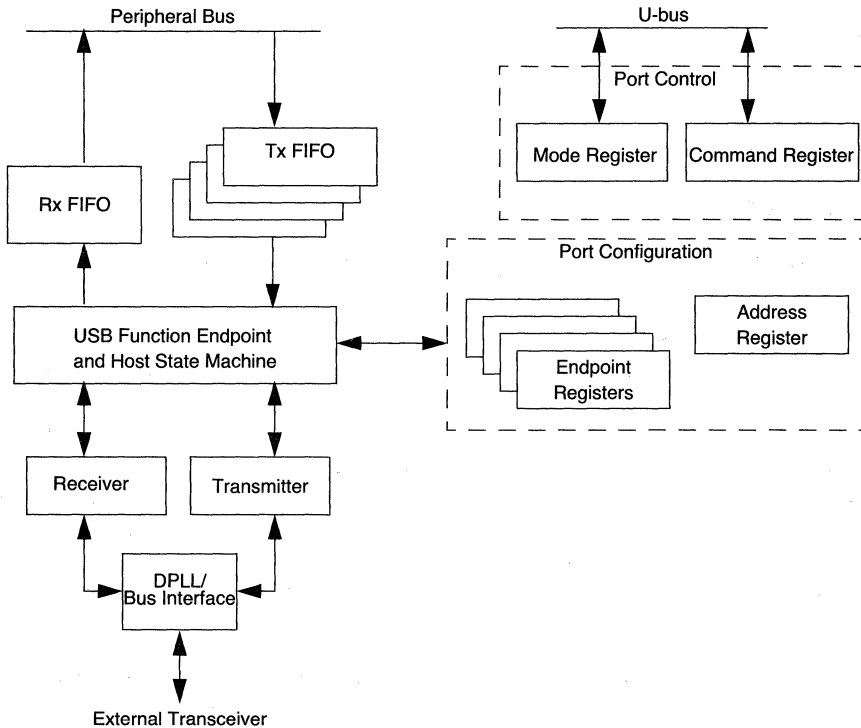 Peripheral Bus
U-bus
Port Control
Tx FIFO
Mode Register
Command Register
Rx FIFO
Port Configuration
USB Function Endpoint
and Host State Machine
Address
Register
Endpoint
Registers
Receiver
Transmitter
DPLL/
Bus Interface
External Transceiver